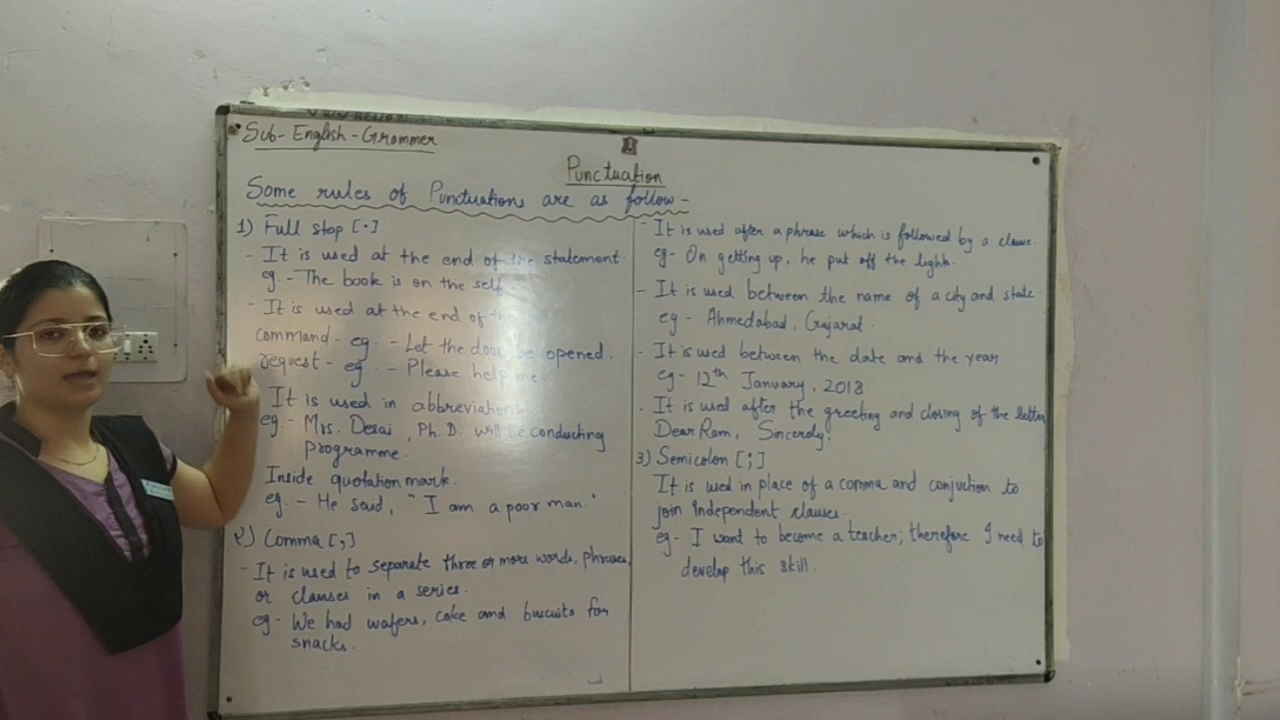 Sub- English - Grammer
Punctuation
Some rules of Punctuations are as follow -
1) Full stop [.]
- It is used at the end of the statement.
eg. - The book is on the self.
- It is used at the end of the
command - eg. - Let the door be opened.
request - eg. - Please help me.
It is used in abbreviation
eg. - Mrs. Desai, Ph.D. will be conducting
programme.
Inside quotation mark.
eg. - He said, "I am a poor man."
2) Comma [,]
- It is used to separate three or more words, phrases,
or clauses in a series.
eg - We had wafers, cake and buscuits for
snacks.
- It is used after a phrase which is followed by a clause.
eg - On getting up, he put off the light.
- It is used between the name of a city and state
eg - Ahmedabad, Gujarat.
- It is used between the date and the year
eg - 12th January, 2018
- It is used after the greeting and closing of the letter
Dear Ram, Sincerely,
3) Semicolon [;]
It is used in place of a comma and conjuction to
join independent clauses.
eg - I want to become a teacher; therefore I need to
develop this skill.